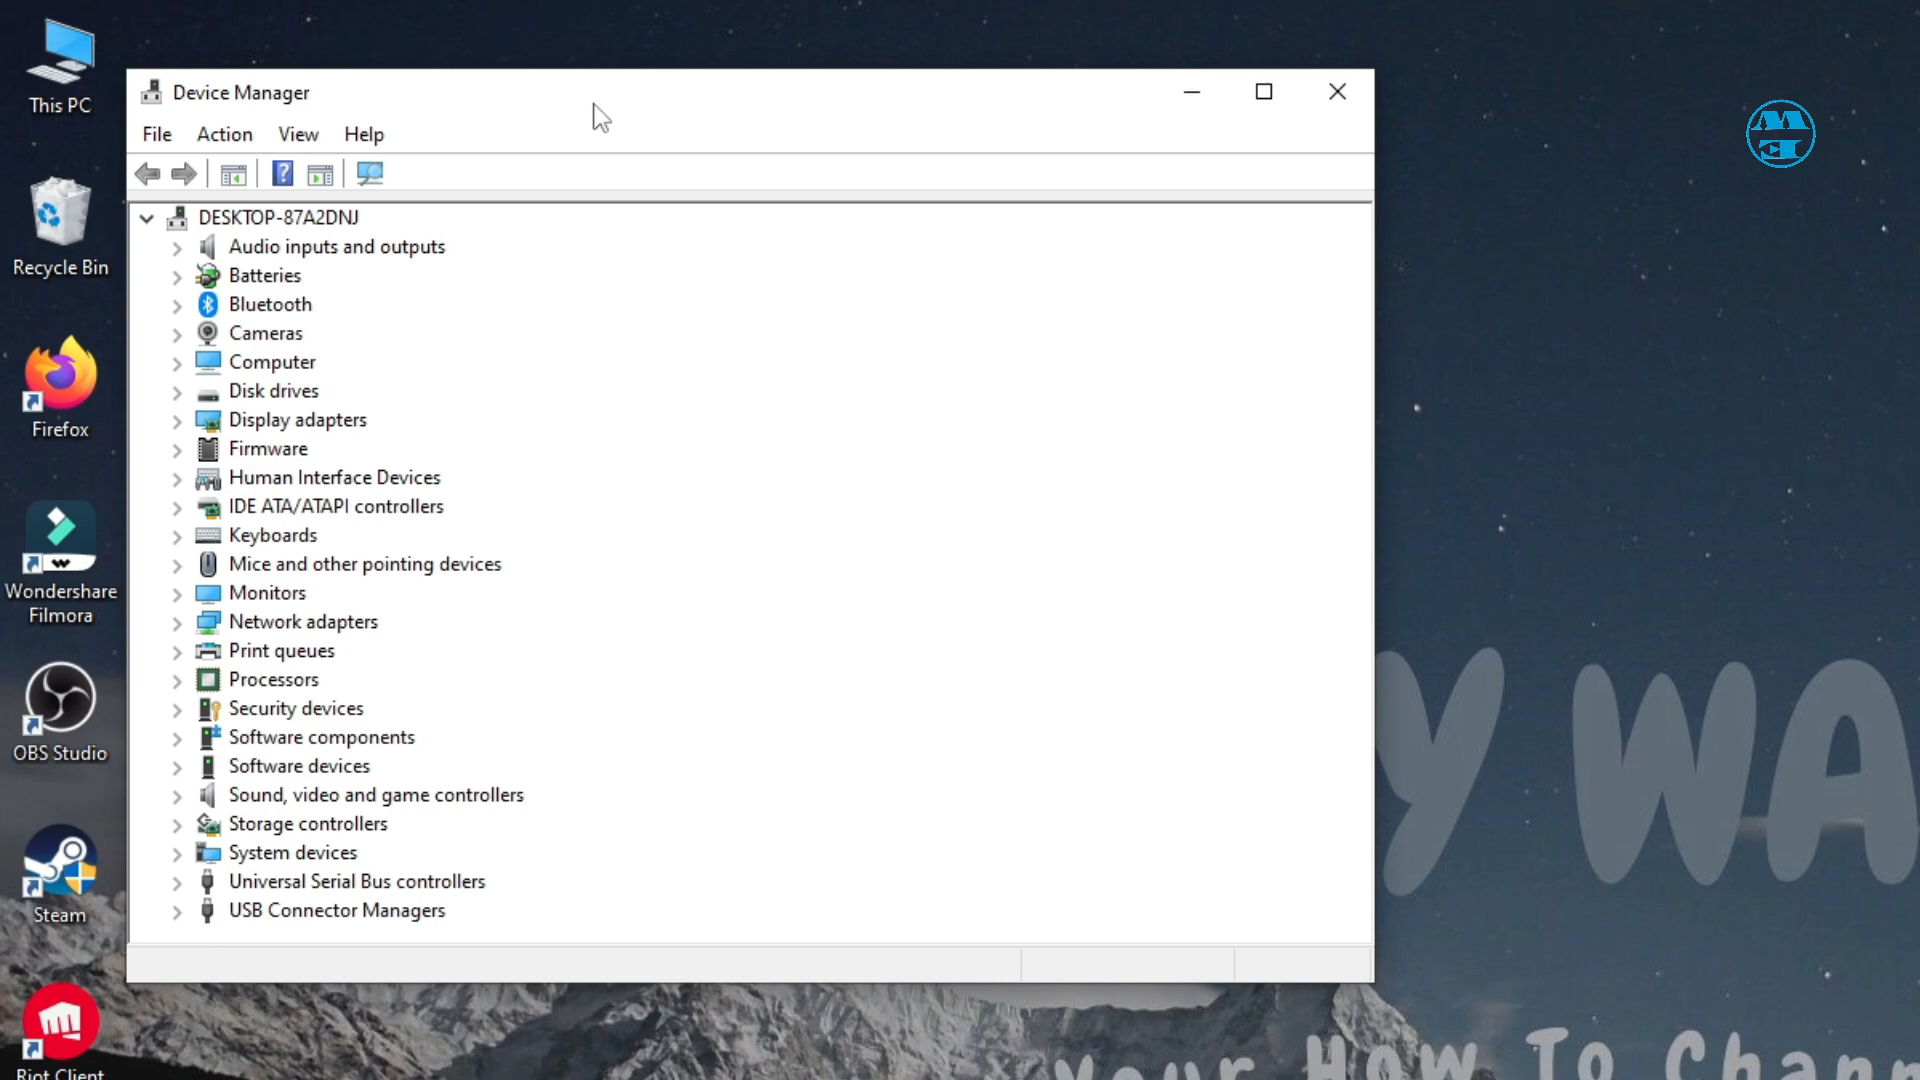 This PC
Recycle Bin
Firefox
Wondershare
Filmora
OBS Studio
Steam
Riot Client
Device Manager
File Action View Help
DESKTOP-87A2DNJ
Audio inputs and outputs
Batteries
Bluetooth
Cameras
Computer
Disk drives
Display adapters
Firmware
Human Interface Devices
IDE ATA/ATAPI controllers
Keyboards
Mice and other pointing devices
Monitors
Network adapters
Print queues
Processors
Security devices
Software components
Software devices
Sound, video and game controllers
Storage controllers
System devices
Universal Serial Bus controllers
USB Connector Managers
Y WA
Your How To Chann